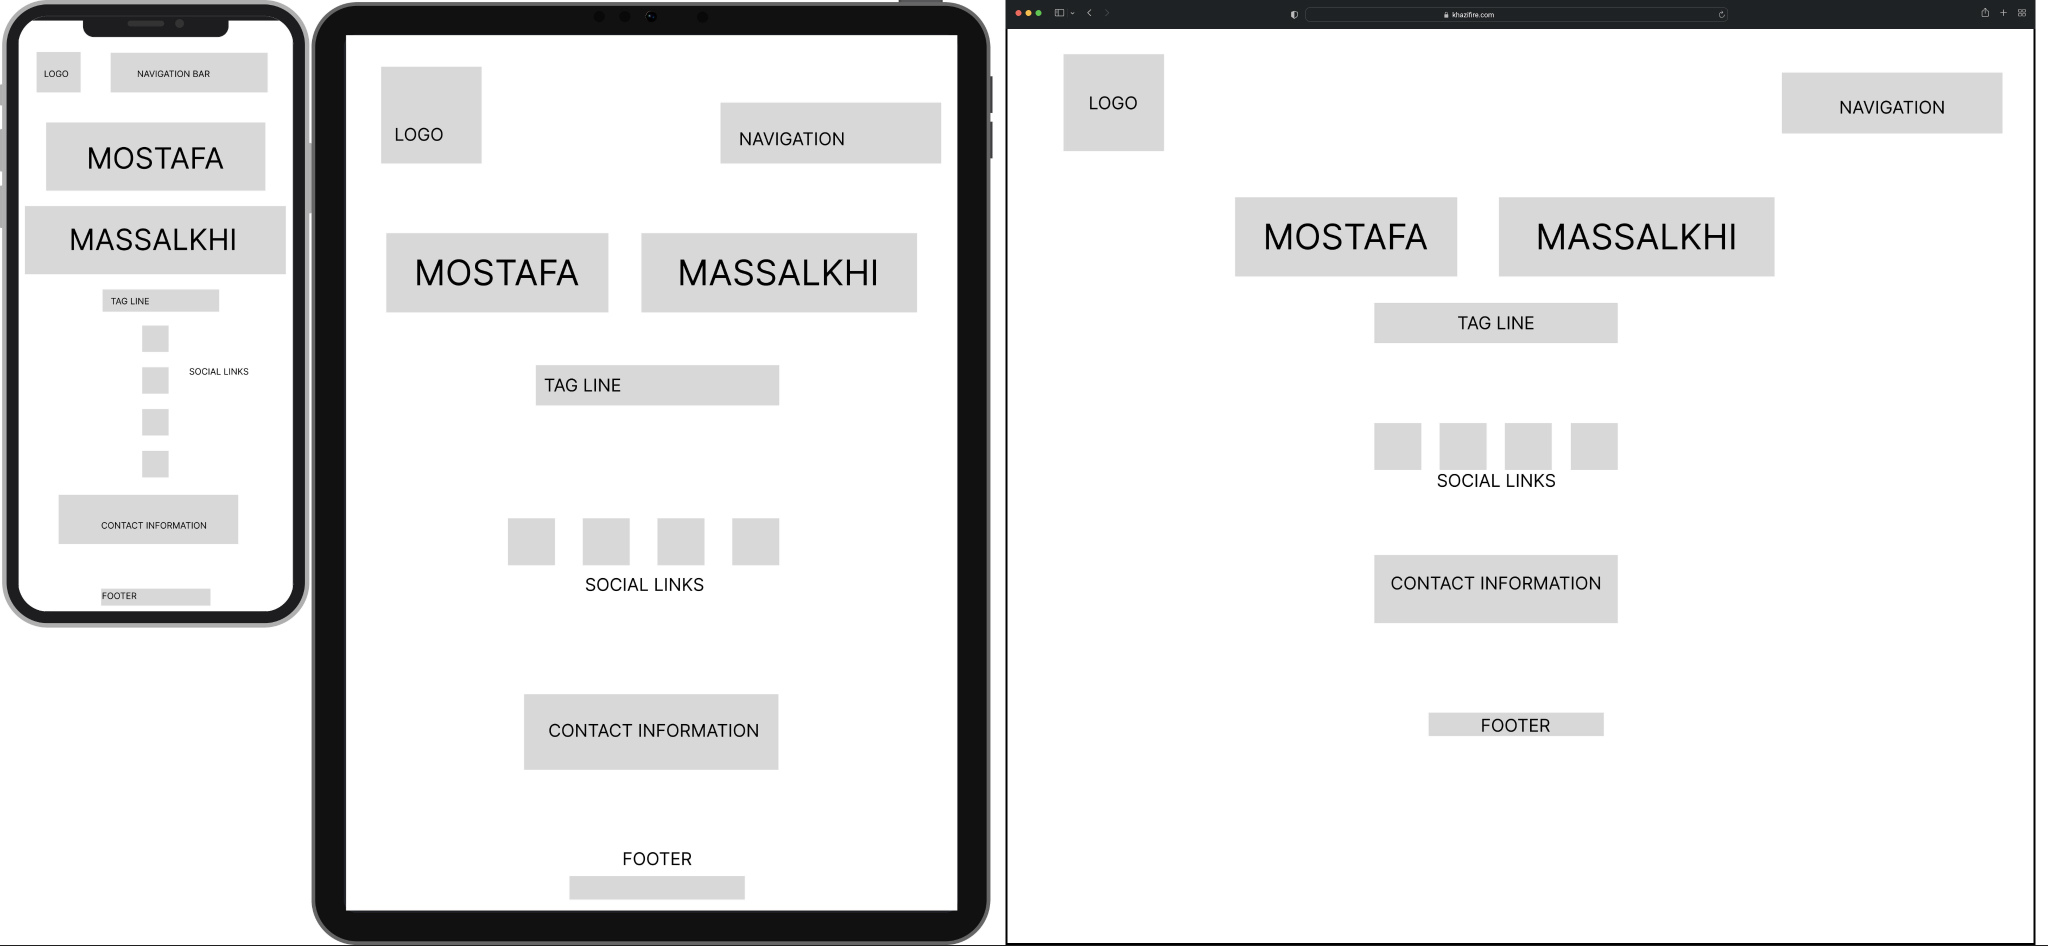 LOGO
NAVIGATION BAR
MOSTAFA
MASSALKHI
TAG LINE
SOCIAL LINKS
CONTACT INFORMATION
FOOTER
LOGO
NAVIGATION
MOSTAFA
MASSALKHI
TAG LINE
SOCIAL LINKS
CONTACT INFORMATION
FOOTER
khazifire.com
LOGO
NAVIGATION
MOSTAFA
MASSALKHI
TAG LINE
SOCIAL LINKS
CONTACT INFORMATION
FOOTER